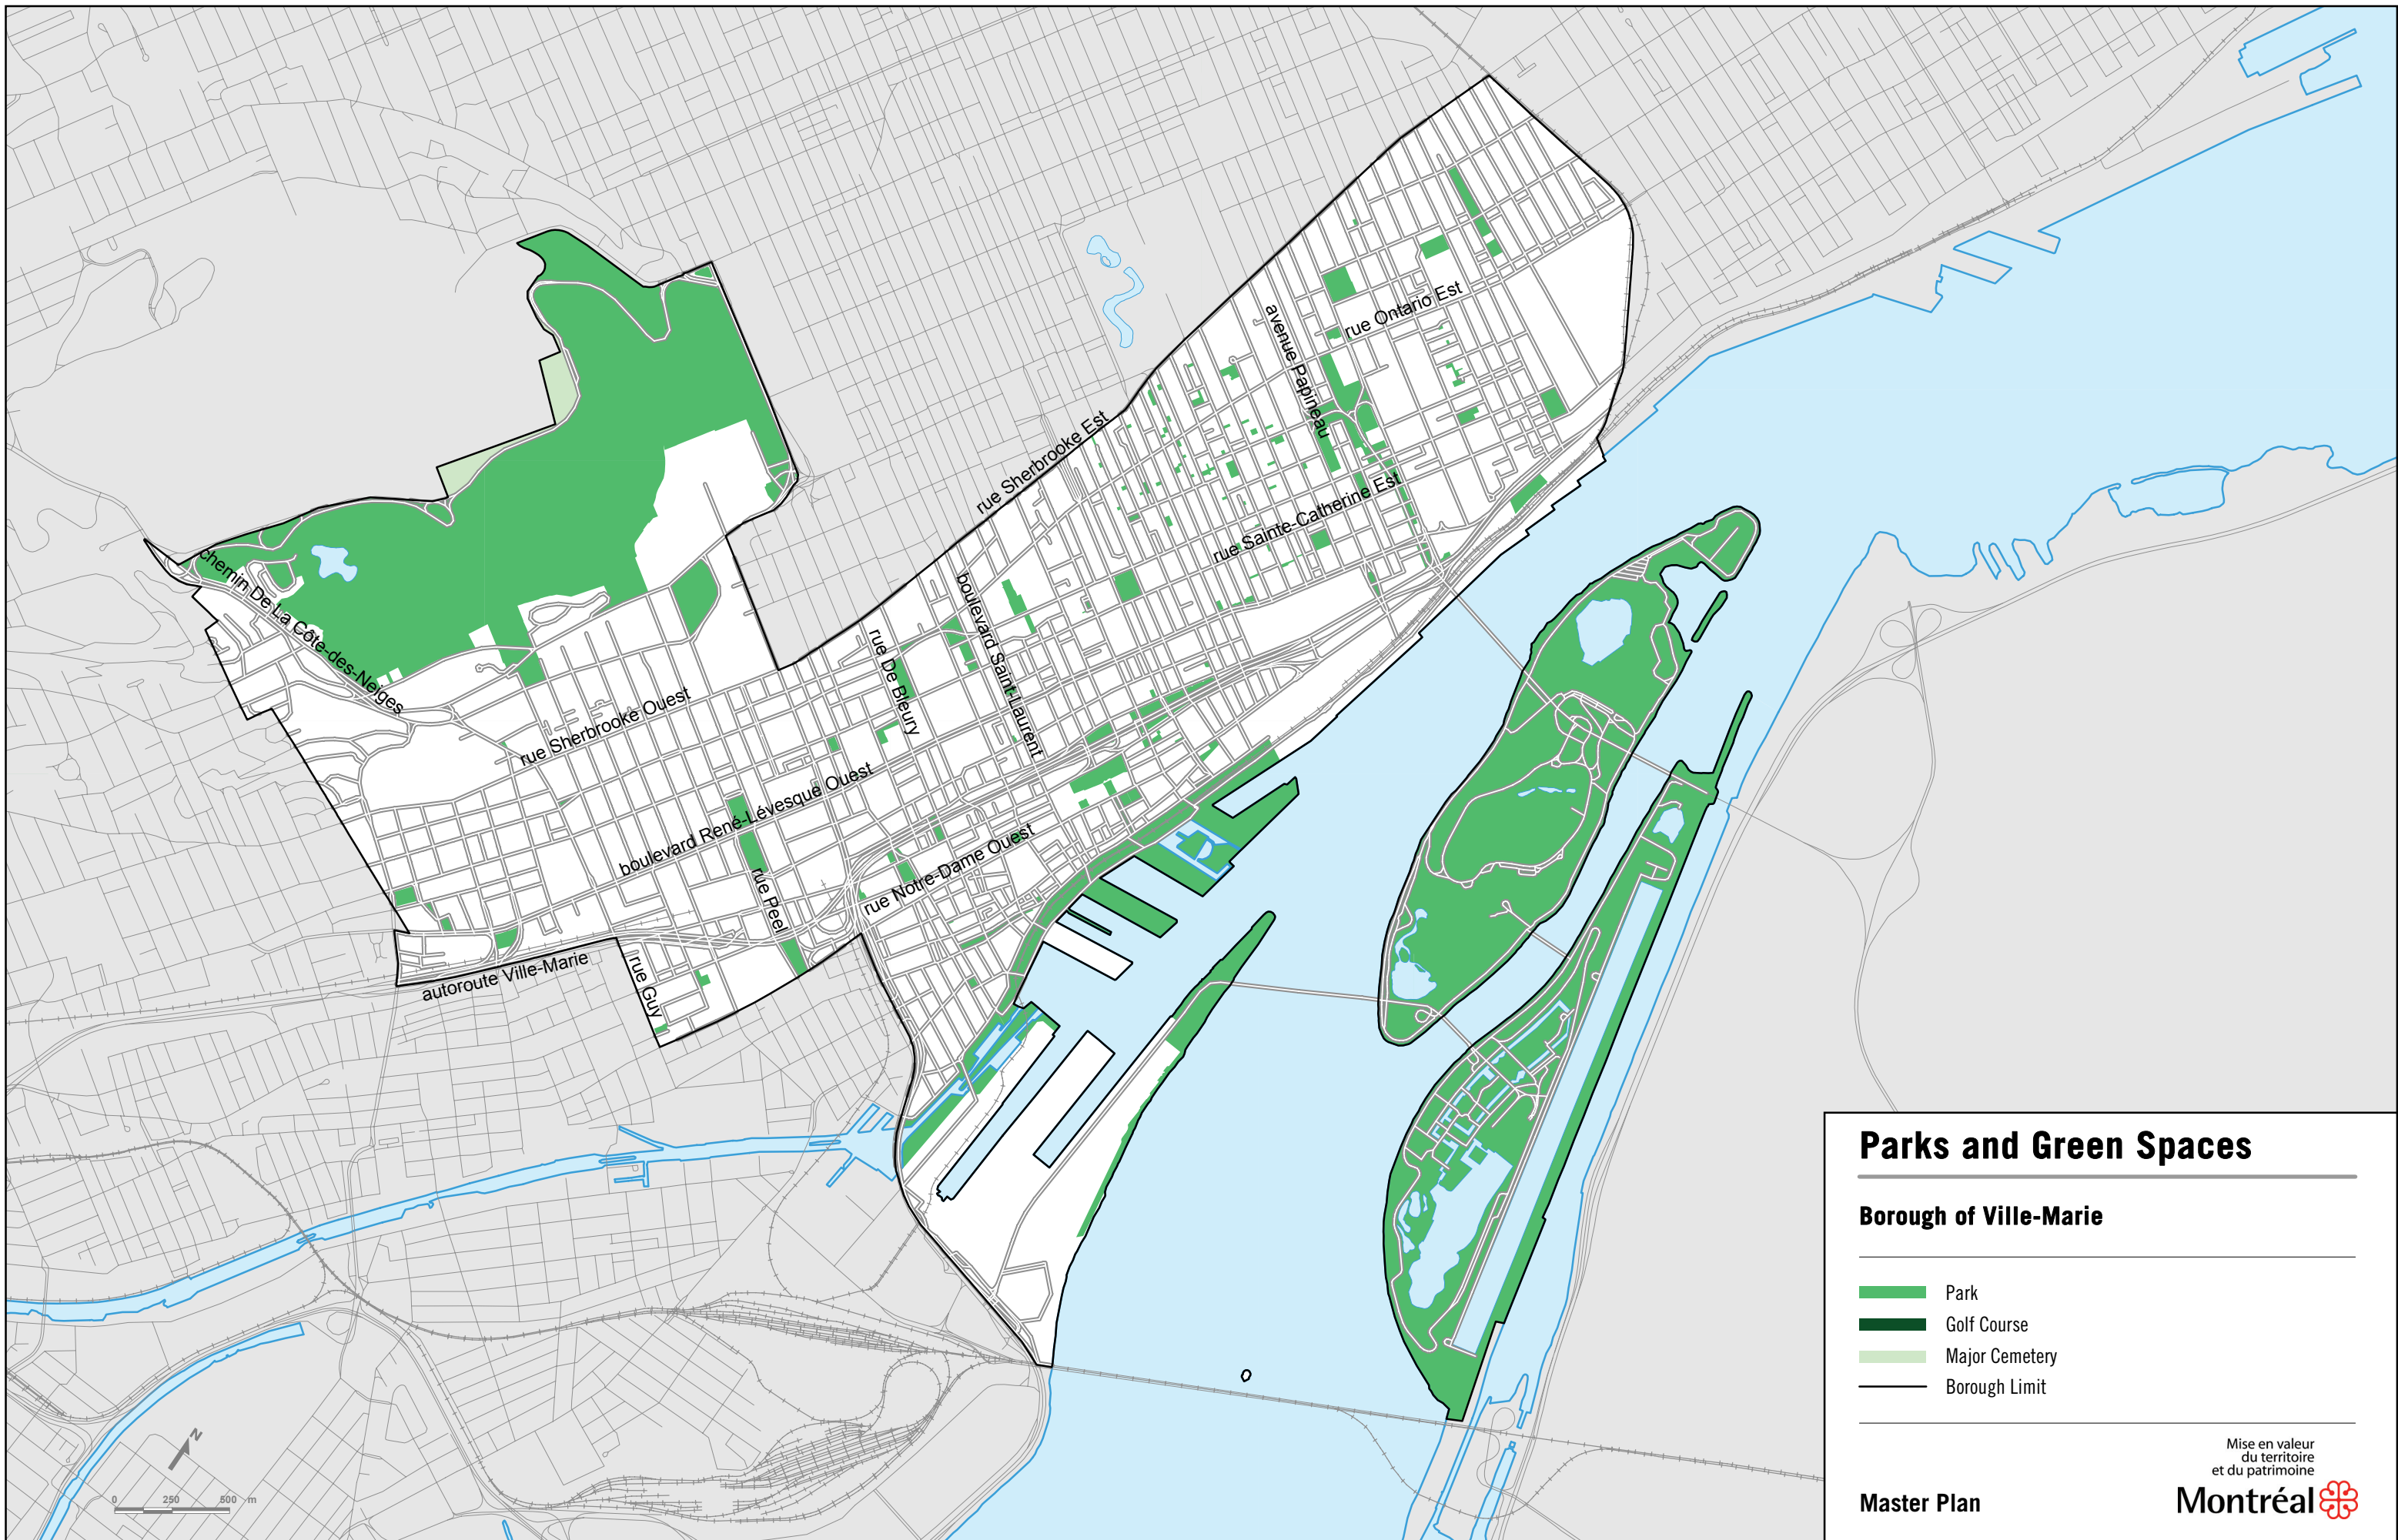 rue Ontario Est
avenue Papineau
rue Sherbrooke Est
rue Sainte-Catherine Est
chemin De La Côte-des-Neiges
boulevard Saint-Laurent
rue De Bleury
rue Sherbrooke Ouest
boulevard René-Lévesque Ouest
rue Notre-Dame Ouest
rue Peel
autoroute Ville-Marie
rue Guy
N
0 250 500 m
Parks and Green Spaces
Borough of Ville-Marie
Park
Golf Course
Major Cemetery
Borough Limit
Mise en valeur
du territoire
et du patrimoine
Master Plan
Montréal